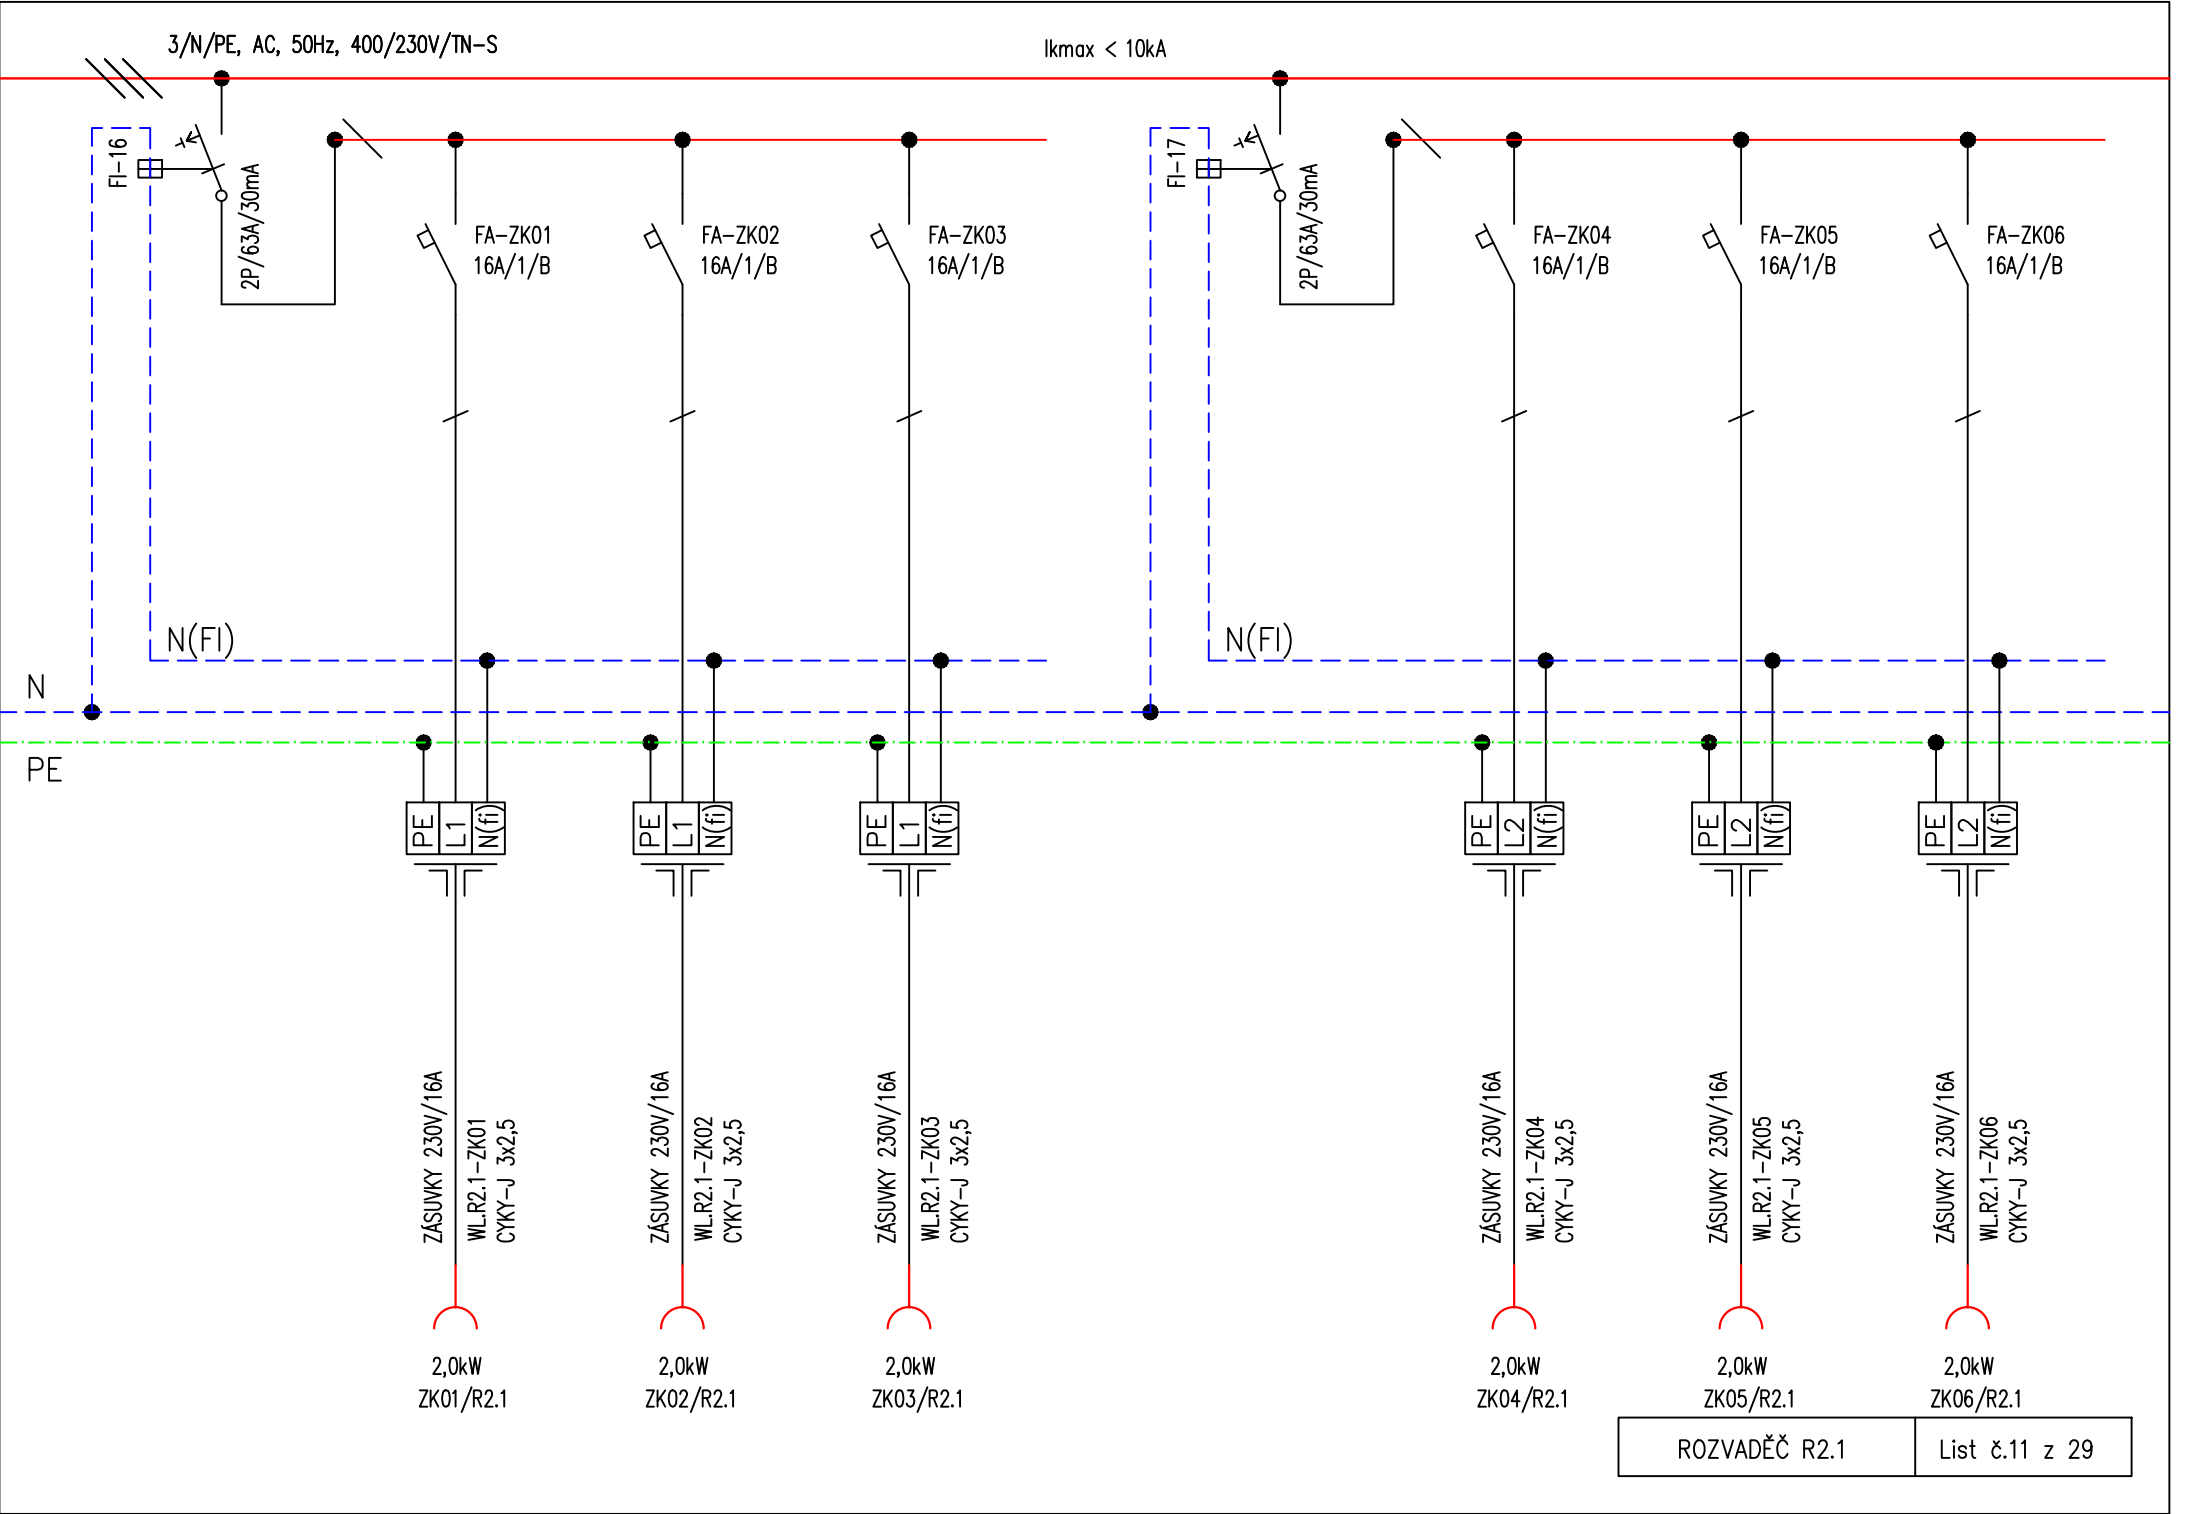 3/N/PE, AC, 50Hz, 400/230V/TN-S
Ikmax < 10kA
FI-16
2P/63A/30mA
FA-ZK01
16A/1/B
FA-ZK02
16A/1/B
FA-ZK03
16A/1/B
FI-17
2P/63A/30mA
FA-ZK04
16A/1/B
FA-ZK05
16A/1/B
FA-ZK06
16A/1/B
N(FI)
N(FI)
N
PE
PE
L1
N(fi)
PE
L1
N(fi)
PE
L1
N(fi)
PE
L2
N(fi)
PE
L2
N(fi)
PE
L2
N(fi)
ZÁSUVKY 230V/16A
WL.R2.1-ZK01
CYKY-J 3x2,5
ZÁSUVKY 230V/16A
WL.R2.1-ZK02
CYKY-J 3x2,5
ZÁSUVKY 230V/16A
WL.R2.1-ZK03
CYKY-J 3x2,5
ZÁSUVKY 230V/16A
WL.R2.1-ZK04
CYKY-J 3x2,5
ZÁSUVKY 230V/16A
WL.R2.1-ZK05
CYKY-J 3x2,5
ZÁSUVKY 230V/16A
WL.R2.1-ZK06
CYKY-J 3x2,5
2,0kW
ZK01/R2.1
2,0kW
ZK02/R2.1
2,0kW
ZK03/R2.1
2,0kW
ZK04/R2.1
2,0kW
ZK05/R2.1
2,0kW
ZK06/R2.1
ROZVADĚČ R2.1
List č.11 z 29